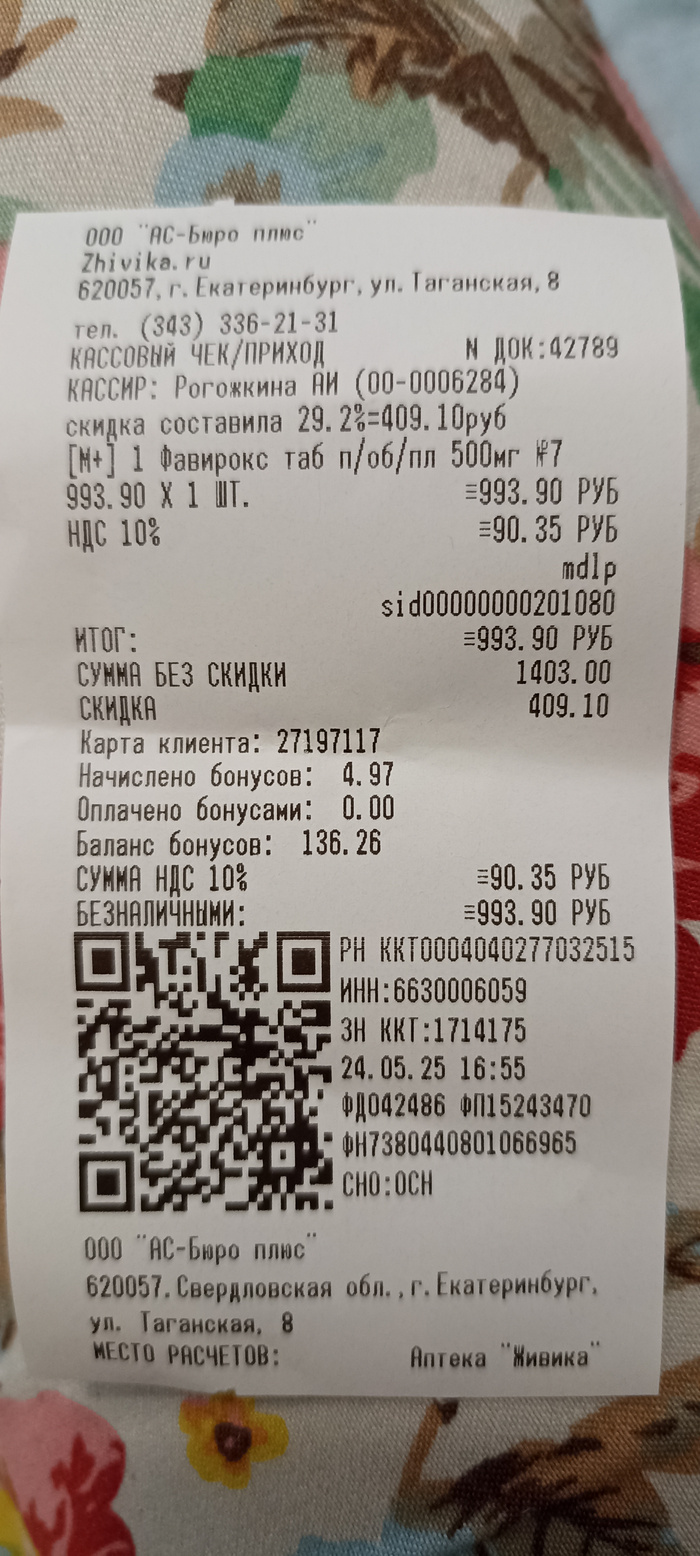 ООО "АС-Бюро плюс"
Zhivika.ru
620057, г. Екатеринбург, ул. Таганская, 8
тел. (343) 336-21-31
КАССОВЫЙ ЧЕК/ПРИХОД N ДОК:42789
КАССИР: Рогожкина АИ (00-0006284)
скидка составила 29.2%=409.10руб
[М+] 1 Фавирокс таб п/об/пл 500мг №7
993.90 X 1 ШТ. =993.90 РУБ
НДС 10% =90.35 РУБ
mdlp
sid00000000201080
ИТОГ: =993.90 РУБ
СУММА БЕЗ СКИДКИ 1403.00
СКИДКА 409.10
Карта клиента: 27197117
Начислено бонусов: 4.97
Оплачено бонусами: 0.00
Баланс бонусов: 136.26
СУММА НДС 10% =90.35 РУБ
БЕЗНАЛИЧНЫМИ: =993.90 РУБ
РН ККТ0004040277032515
ИНН:6630006059
ЗН ККТ:1714175
24.05.25 16:55
ФД042486 ФП15243470
ФН7380440801066965
СНО:ОСН
ООО "АС-Бюро плюс"
620057, Свердловская обл., г. Екатеринбург,
ул. Таганская, 8
МЕСТО РАСЧЕТОВ: Аптека "Живика"